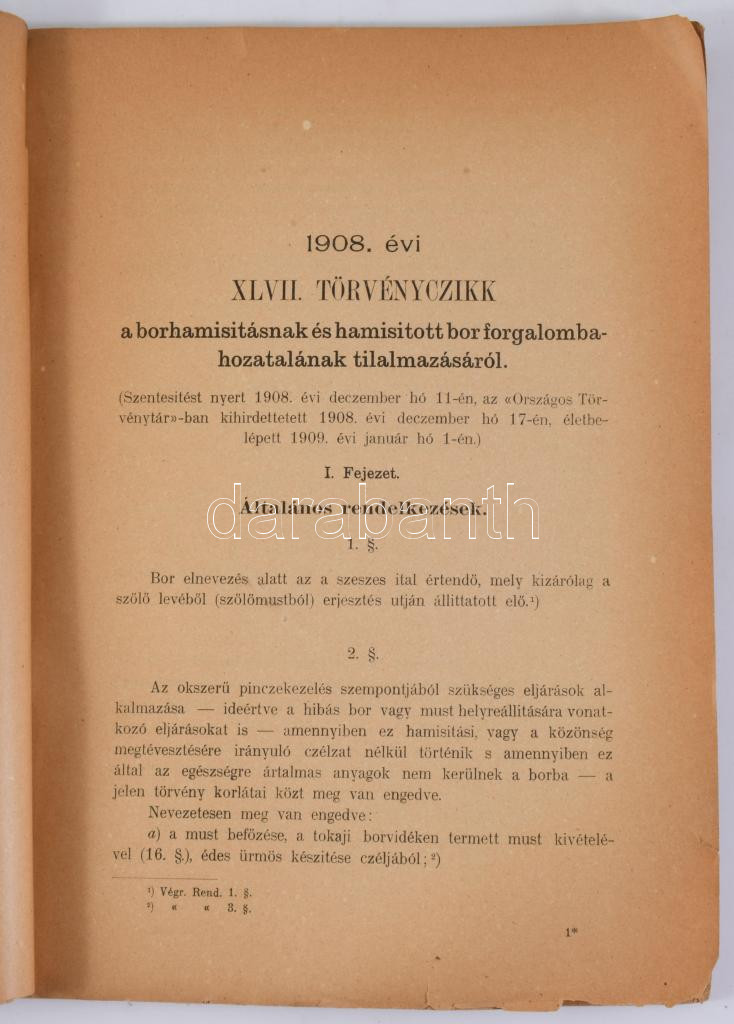 1908. évi
XLVII. TÖRVÉNYCZIKK
a borhamisitásnak és hamisitott bor forgalomba-
hozatalának tilalmazásáról.
(Szentesitést nyert 1908. évi deczember hó 11-én, az «Országos Tör-
vénytár»-ban kihirdettetett 1908. évi deczember hó 17-én, életbe-
lépett 1909. évi január hó 1-én.)
I. Fejezet.
Általános rendelkezések.
darabanth
1. §.
Bor elnevezés alatt az a szeszes ital értendő, mely kizárólag a
szőlő levéből (szőlőmustból) erjesztés utján állittatott elő.¹)
2. §.
Az okszerű pinczekezelés szempontjából szükséges eljárások al-
kalmazása — ideértve a hibás bor vagy must helyreállitására vonat-
kozó eljárásokat is — amennyiben ez hamisitási, vagy a közönség
megtévesztésére irányuló czélzat nélkül történik s amennyiben ez
által az egészségre ártalmas anyagok nem kerülnek a borba — a
jelen törvény korlátai közt meg van engedve.
Nevezetesen meg van engedve:
a) a must befőzése, a tokaji borvidéken termett must kivételé-
vel (16. §.), édes ürmös készitése czéljából; ²)
¹) Végr. Rend. 1. §.
²) « « 3. §.
1*